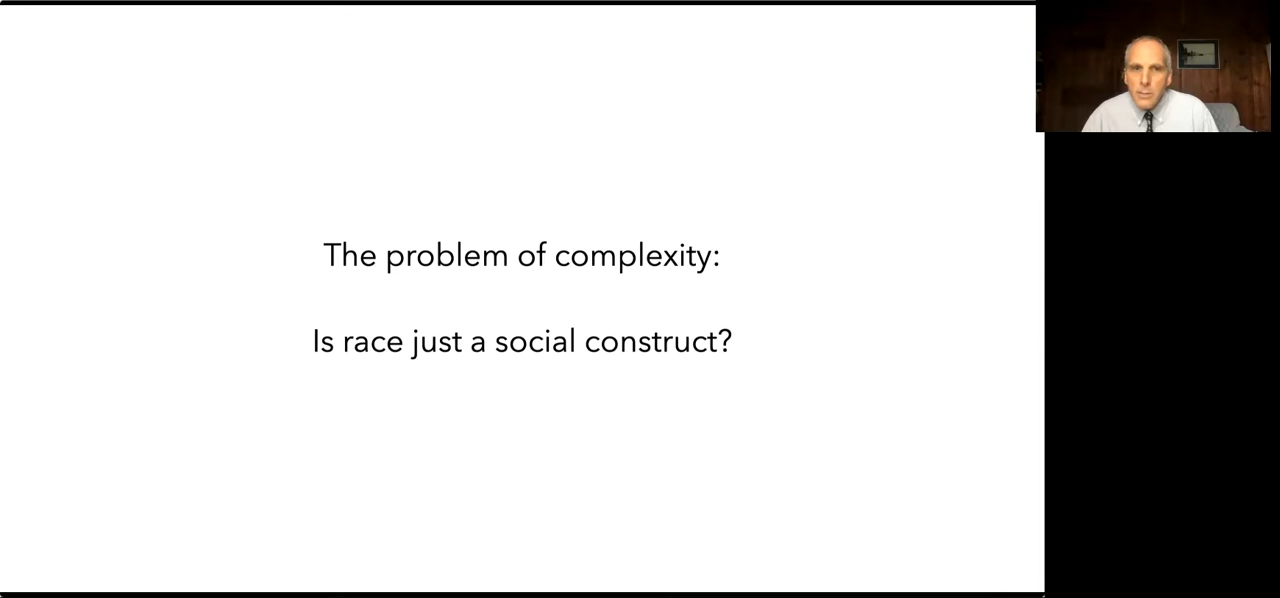 The problem of complexity:
Is race just a social construct?